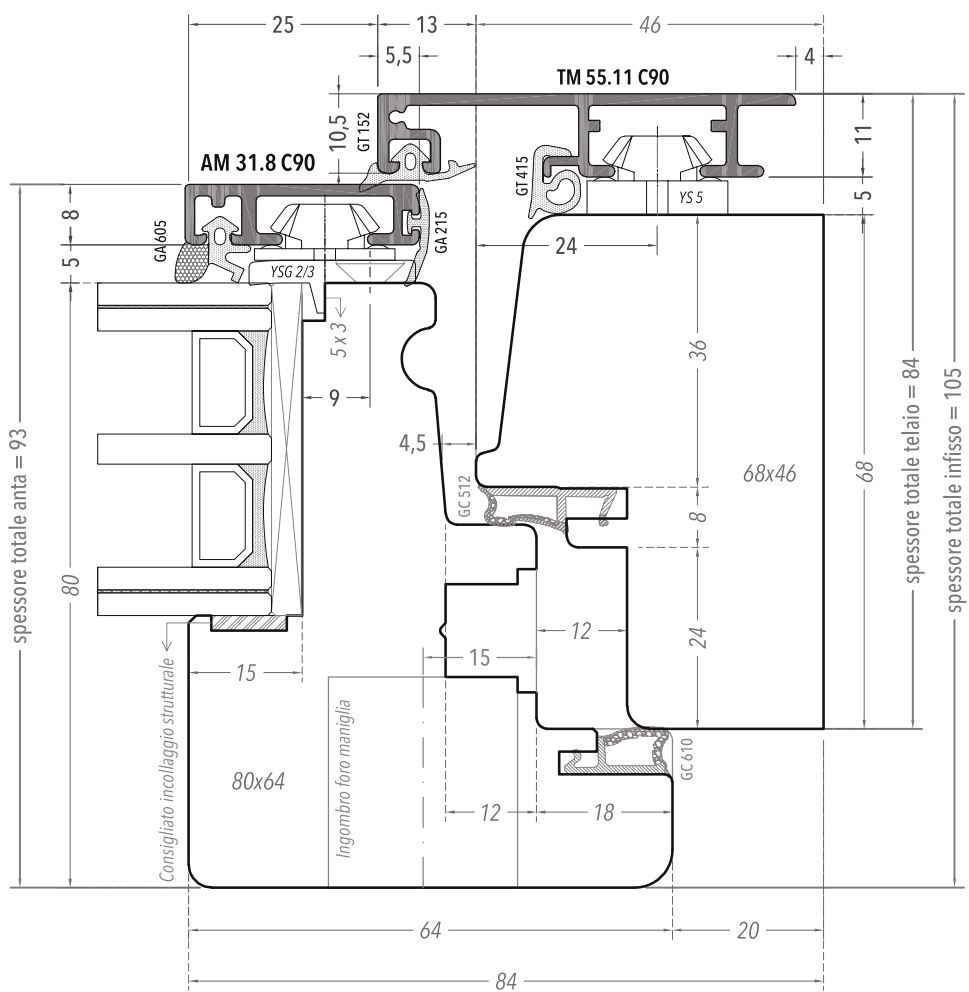 25
13
46
5,5
4
TM 55.11 C90
10,5
GT 152
11
AM 31.8 C90
GT 415
YS 5
5
8
GA 605
GA 215
24
5
YSG 2/3
5 x 3
36
9
4,5
68x46
68
spessore totale anta = 93
spessore totale telaio = 84
spessore totale infisso = 105
GC 512
8
80
12
24
15
15
Consigliato incollaggio strutturale
Ingombro foro maniglia
GC 610
80x64
12
18
64
20
84